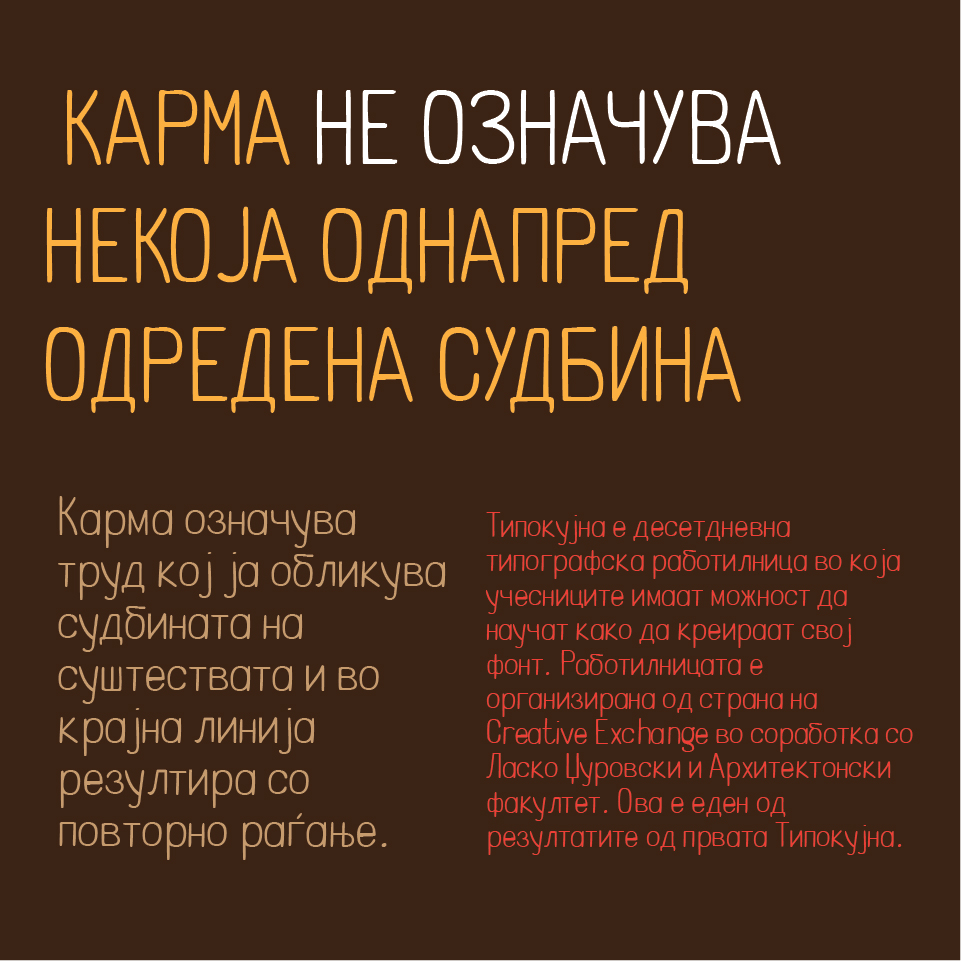 КАРМА НЕ ОЗНАЧУВА
НЕКОЈА ОДНАПРЕД
ОДРЕДЕНА СУДБИНА
Карма означува
труд кој ја обликува
судбината на
суштествата и во
крајна линија
резултира со
повторно раѓање.
Типокујна е десетдневна
типографска работилница во која
учесниците имаат можност да
научат како да креираат свој
фонт. Работилницата е
организирана од страна на
Creative Exchange во соработка со
Ласко Џуровски и Архитектонски
факултет. Ова е еден од
резултатите од првата Типокујна.